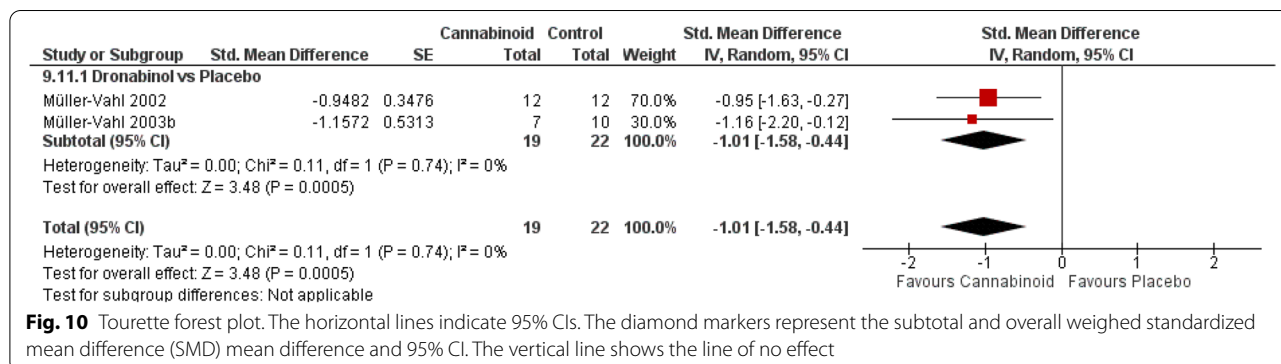 Cannabinoid Control Std. Mean Difference Std. Mean Difference
Study or Subgroup Std. Mean Difference SE Total Total Weight IV, Random, 95% CI IV, Random, 95% CI
9.11.1 Dronabinol vs Placebo
Müller-Vahl 2002 -0.9482 0.3476 12 12 70.0% -0.95 [-1.63, -0.27]
Müller-Vahl 2003b -1.1572 0.5313 7 10 30.0% -1.16 [-2.20, -0.12]
Subtotal (95% CI) 19 22 100.0% -1.01 [-1.58, -0.44]
Heterogeneity: Tau² = 0.00; Chi² = 0.11, df = 1 (P = 0.74); I² = 0%
Test for overall effect: Z = 3.48 (P = 0.0005)
Total (95% CI) 19 22 100.0% -1.01 [-1.58, -0.44]
Heterogeneity: Tau² = 0.00; Chi² = 0.11, df = 1 (P = 0.74); I² = 0%
Test for overall effect: Z = 3.48 (P = 0.0005)
Test for subgroup differences: Not applicable
-2 -1 0 1 2
Favours Cannabinoid Favours Placebo
Fig. 10 Tourette forest plot. The horizontal lines indicate 95% CIs. The diamond markers represent the subtotal and overall weighed standardized
mean difference (SMD) mean difference and 95% CI. The vertical line shows the line of no effect